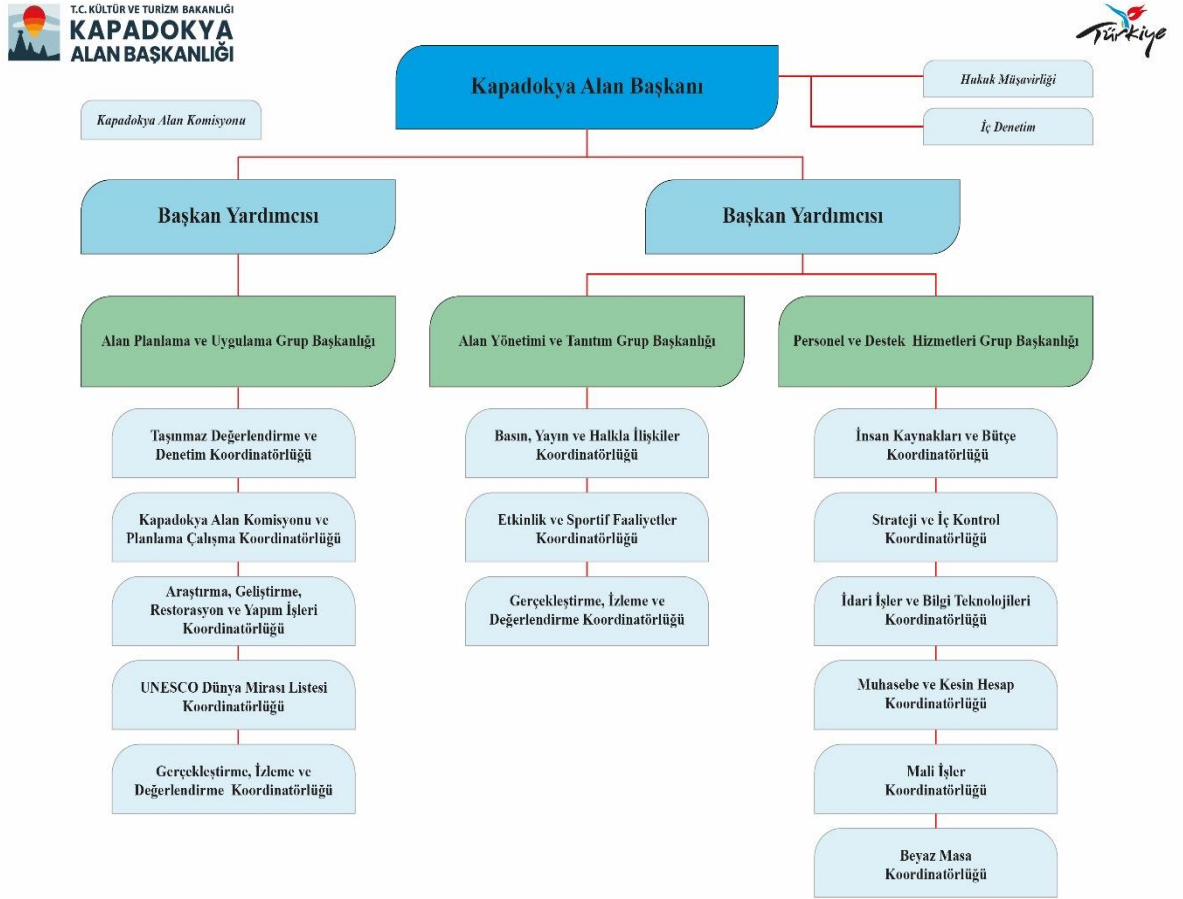 T.C. KÜLTÜR VE TURİZM BAKANLIĞI
KAPADOKYA
ALAN BAŞKANLIĞI
Türkiye
Kapadokya Alan Başkanı
Hukuk Müşavirliği
Kapadokya Alan Komisyonu
İç Denetim
Başkan Yardımcısı
Başkan Yardımcısı
Alan Planlama ve Uygulama Grup Başkanlığı
Alan Yönetimi ve Tanıtım Grup Başkanlığı
Personel ve Destek Hizmetleri Grup Başkanlığı
Taşınmaz Değerlendirme ve
Denetim Koordinatörlüğü
Kapadokya Alan Komisyonu ve
Planlama Çalışma Koordinatörlüğü
Araştırma, Geliştirme,
Restorasyon ve Yapım İşleri
Koordinatörlüğü
UNESCO Dünya Mirası Listesi
Koordinatörlüğü
Gerçekleştirme, İzleme ve
Değerlendirme Koordinatörlüğü
Basın, Yayın ve Halkla İlişkiler
Koordinatörlüğü
Etkinlik ve Sportif Faaliyetler
Koordinatörlüğü
Gerçekleştirme, İzleme ve
Değerlendirme Koordinatörlüğü
İnsan Kaynakları ve Bütçe
Koordinatörlüğü
Strateji ve İç Kontrol
Koordinatörlüğü
İdari İşler ve Bilgi Teknolojileri
Koordinatörlüğü
Muhasebe ve Kesin Hesap
Koordinatörlüğü
Mali İşler
Koordinatörlüğü
Beyaz Masa
Koordinatörlüğü